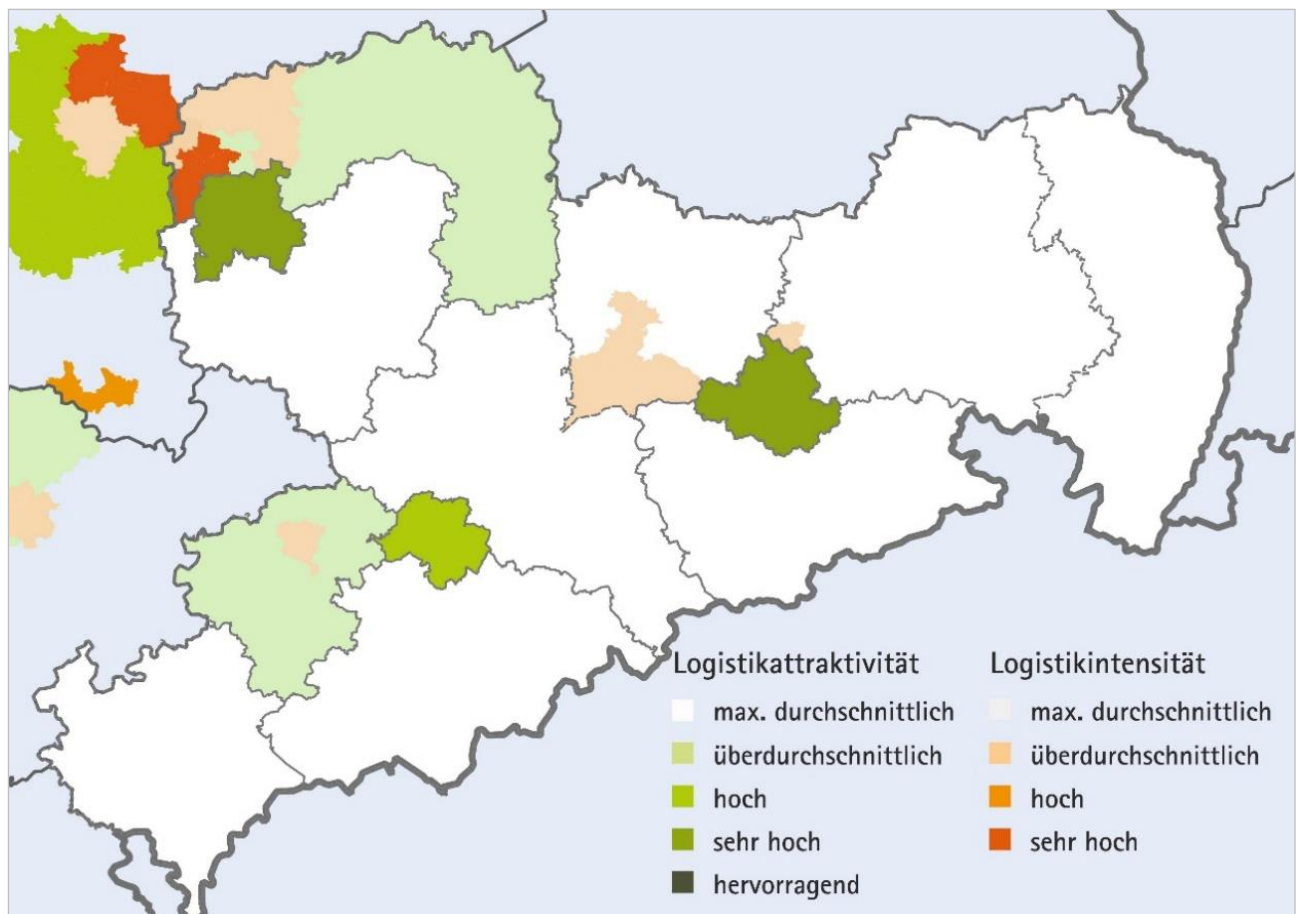 Logistikattraktivität
max. durchschnittlich
überdurchschnittlich
hoch
sehr hoch
hervorragend
Logistikintensität
max. durchschnittlich
überdurchschnittlich
hoch
sehr hoch